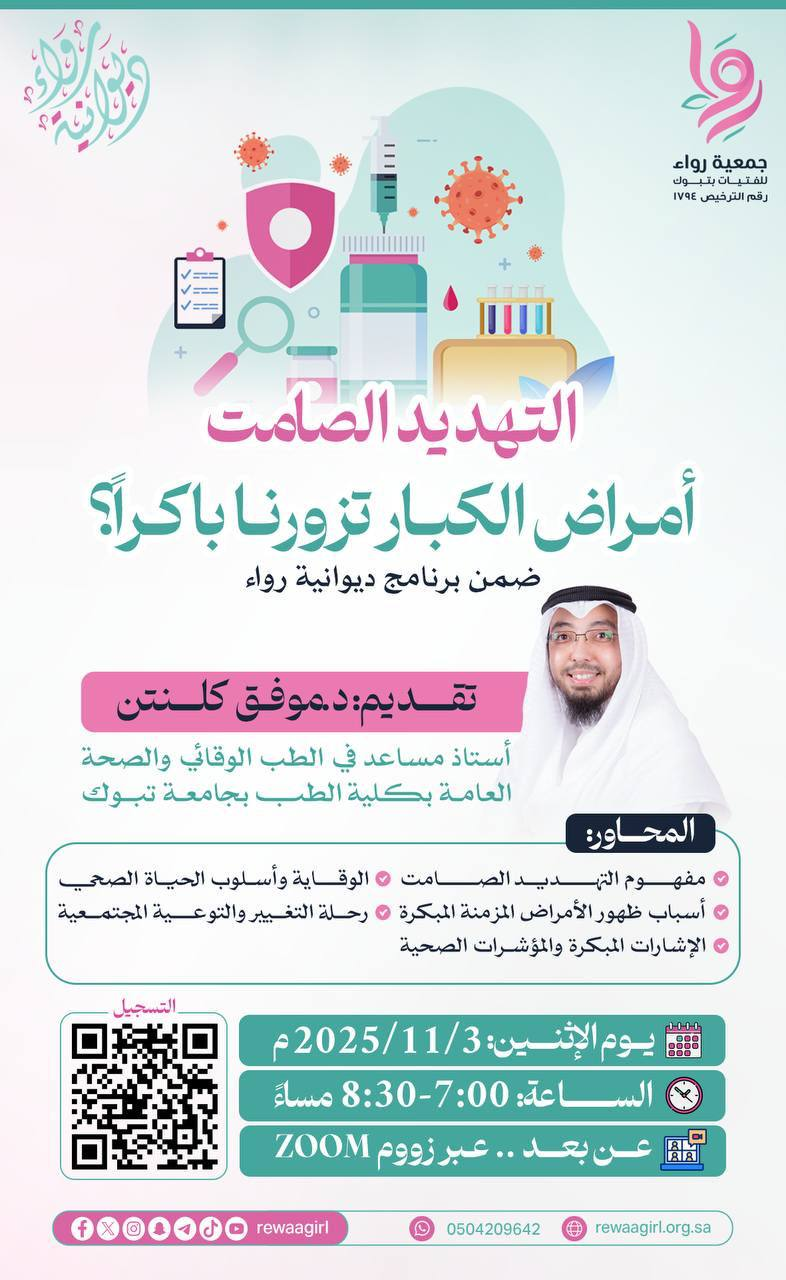 ديوانية رواء
رواء
جمعية رواء
للفتيات بتبوك
رقم الترخيص ١٧٩٤
التهديد الصامت
أمراض الكبار تزورنا باكراً؟
ضمن برنامج ديوانية رواء
تقديم: د.موفق كلنتن
أستاذ مساعد في الطب الوقائي والصحة
العامة بكلية الطب بجامعة تبوك
المحاور:
مفهوم التهديد الصامت
أسباب ظهور الأمراض المزمنة المبكرة
الإشارات المبكرة والمؤشرات الصحية
الوقاية وأسلوب الحياة الصحي
رحلة التغيير والتوعية المجتمعية
يوم الإثنين: 2025/11/3 م
الساعة: 7:00-8:30 مساءً
عن بعد .. عبر زووم ZOOM
التسجيل
rewaagirl
0504209642
rewaagirl.org.sa